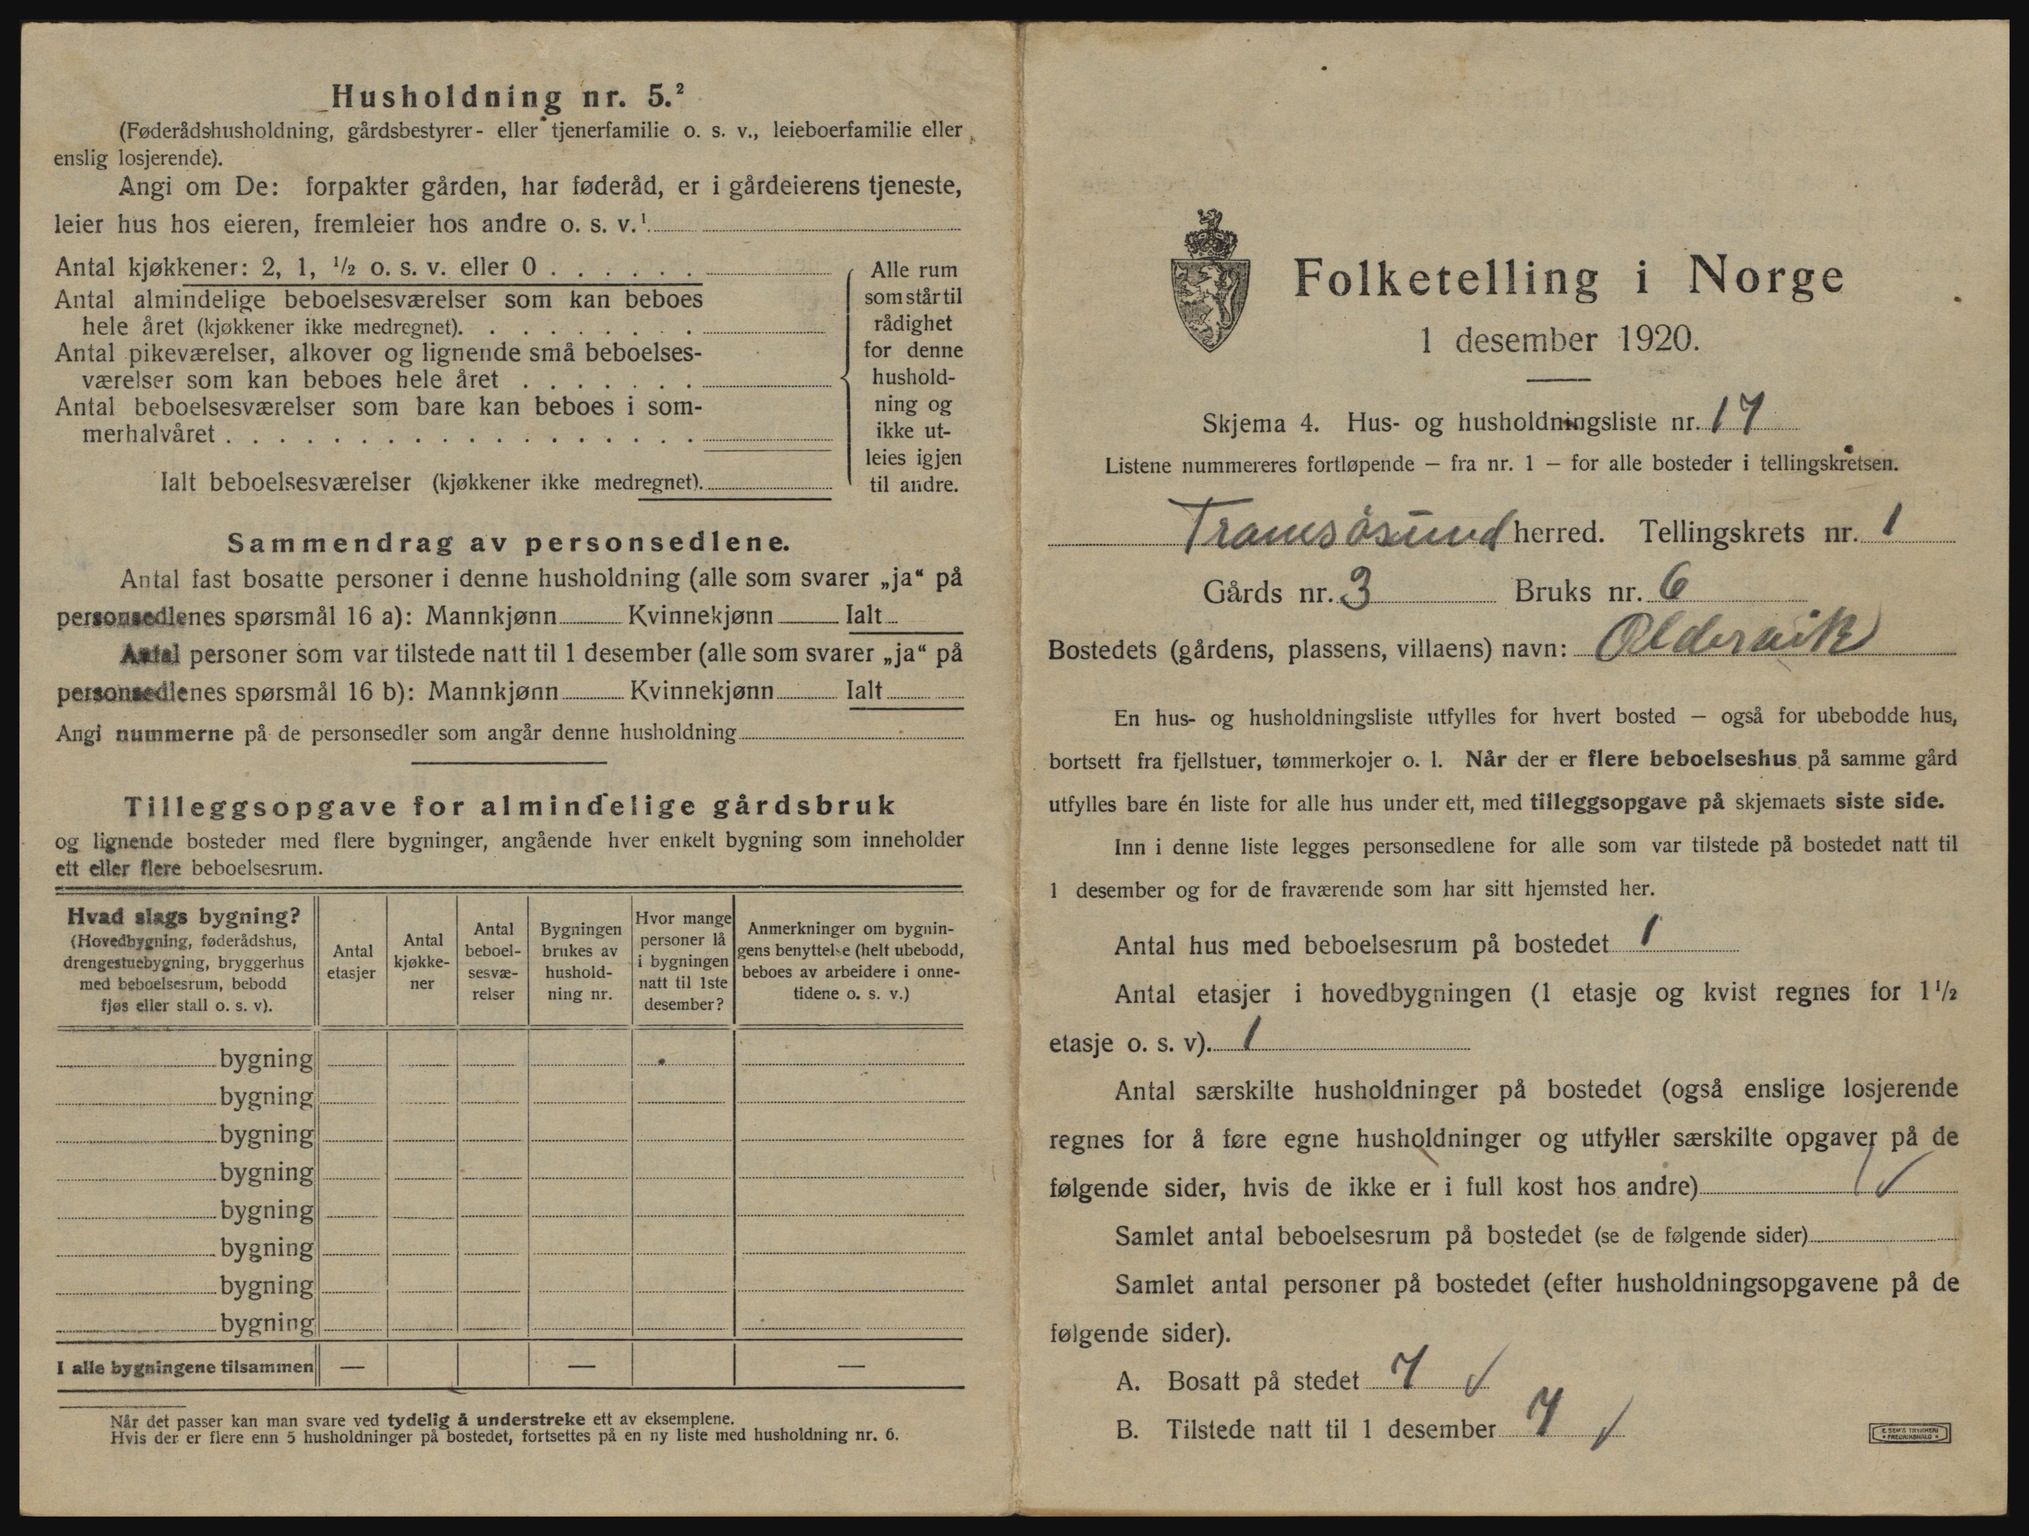 Husholdning nr. 5.²
(Føderådshusholdning, gårdsbestyrer- eller tjenerfamilie o. s. v., leieboerfamilie eller
enslig losjerende).
Angi om De: forpakter gården, har føderåd, er i gårdeierens tjeneste,
leier hus hos eieren, fremleier hos andre o. s. v.¹
Antal kjøkkener: 2, 1, ½ o. s. v. eller 0 . . . . . .
Antal almindelige beboelsesværelser som kan beboes
hele året (kjøkkener ikke medregnet). . . . . . . . .
Antal pikeværelser, alkover og lignende små beboelses-
værelser som kan beboes hele året . . . . . . .
Antal beboelsesværelser som bare kan beboes i som-
merhalvåret . . . . . . . . . . . . . . . . . .
Ialt beboelsesværelser (kjøkkener ikke medregnet).
Alle rum
som står til
rådighet
for denne
hushold-
ning og
ikke ut-
leies igjen
til andre.
Sammendrag av personsedlene.
Antal fast bosatte personer i denne husholdning (alle som svarer „ja“ på
personsedlenes spørsmål 16 a): Mannkjønn Kvinnekjønn Ialt
Antal personer som var tilstede natt til 1 desember (alle som svarer „ja“ på
personsedlenes spørsmål 16 b): Mannkjønn Kvinnekjønn Ialt
Angi nummerne på de personsedler som angår denne husholdning
Tilleggsopgave for almindelige gårdsbruk
og lignende bosteder med flere bygninger, angående hver enkelt bygning som inneholder
ett eller flere beboelsesrum.
Hvad slags bygning?
(Hovedbygning, føderådshus,
drengestuebygning, bryggerhus
med beboelsesrum, bebodd
fjøs eller stall o. s. v).
Antal
etasjer
Antal
kjøkke-
ner
Antal
beboel-
sesvæ-
relser
Bygningen
brukes av
hushold-
ning nr.
Hvor mange
personer lå
i bygningen
natt til 1ste
desember?
Anmerkninger om bygnin-
gens benyttelse (helt ubebodd,
beboes av arbeidere i onne-
tidene o. s. v.)
bygning
bygning
bygning
bygning
bygning
bygning
bygning
bygning
I alle bygningene tilsammen — — —
Når det passer kan man svare ved tydelig å understreke ett av eksemplene.
Hvis der er flere enn 5 husholdninger på bostedet, fortsettes på en ny liste med husholdning nr. 6.
Folketelling i Norge
1 desember 1920.
Skjema 4. Hus- og husholdningsliste nr. 17
Listene nummereres fortløpende – fra nr. 1 – for alle bosteder i tellingskretsen.
Tromsøsund herred. Tellingskrets nr. 1
Gårds nr. 3 Bruks nr. 6
Bostedets (gårdens, plassens, villaens) navn: Oldervik
En hus- og husholdningsliste utfylles for hvert bosted – også for ubebodde hus,
bortsett fra fjellstuer, tømmerkojer o. l. Når der er flere beboelseshus på samme gård
utfylles bare én liste for alle hus under ett, med tilleggsopgave på skjemaets siste side.
Inn i denne liste legges personsedlene for alle som var tilstede på bostedet natt til
1 desember og for de fraværende som har sitt hjemsted her.
Antal hus med beboelsesrum på bostedet 1
Antal etasjer i hovedbygningen (1 etasje og kvist regnes for 1½
etasje o. s. v). 1
Antal særskilte husholdninger på bostedet (også enslige losjerende
regnes for å føre egne husholdninger og utfyller særskilte opgaver på de
følgende sider, hvis de ikke er i full kost hos andre) 1 ✓
Samlet antal beboelsesrum på bostedet (se de følgende sider)
Samlet antal personer på bostedet (efter husholdningsopgavene på de
følgende sider).
A. Bosatt på stedet 7 ✓
B. Tilstede natt til 1 desember 7 ✓
E. SEM'S TRYKKERI
FREDRIKSHALD